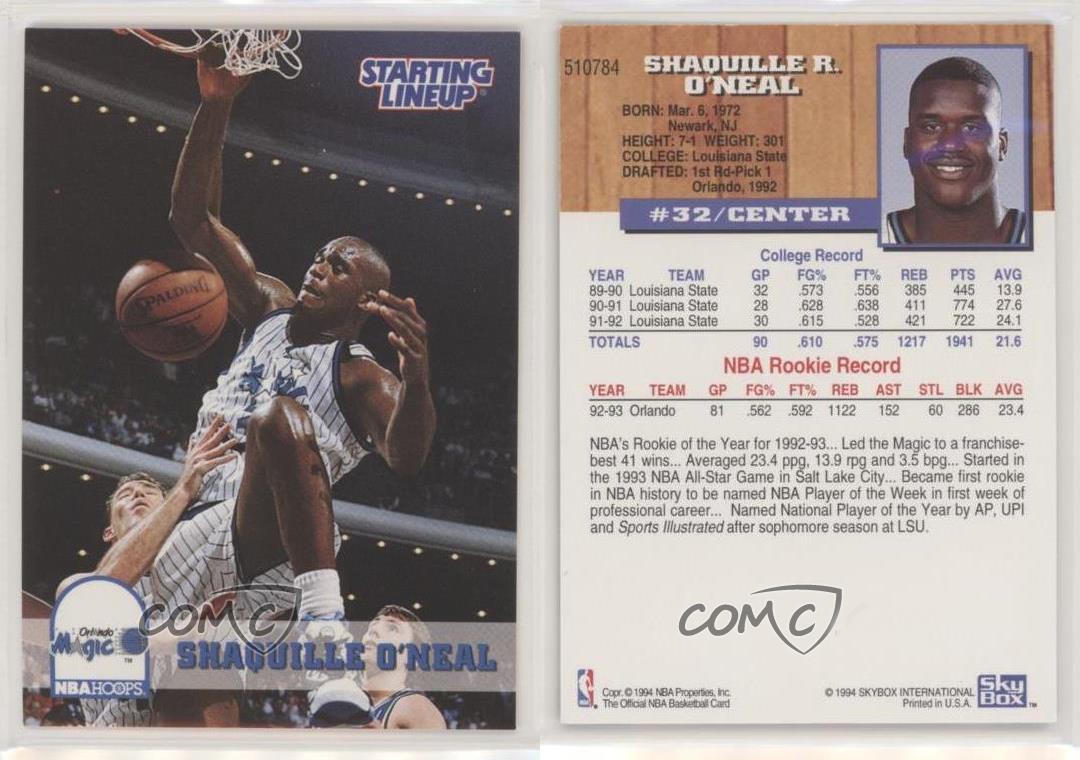 STARTING
LINEUP®
SPALDING
Orlando
Magic
TM
NBA HOOPS
SHAQUILLE O'NEAL
COMC
510784
SHAQUILLE R.
O'NEAL
BORN: Mar. 6, 1972
Newark, NJ
HEIGHT: 7-1 WEIGHT: 301
COLLEGE: Louisiana State
DRAFTED: 1st Rd-Pick 1
Orlando, 1992
#32/CENTER
College Record
YEAR TEAM GP FG% FT% REB PTS AVG
89-90 Louisiana State 32 .573 .556 385 445 13.9
90-91 Louisiana State 28 .628 .638 411 774 27.6
91-92 Louisiana State 30 .615 .528 421 722 24.1
TOTALS 90 .610 .575 1217 1941 21.6
NBA Rookie Record
YEAR TEAM GP FG% FT% REB AST STL BLK AVG
92-93 Orlando 81 .562 .592 1122 152 60 286 23.4
NBA's Rookie of the Year for 1992-93... Led the Magic to a franchise-
best 41 wins... Averaged 23.4 ppg, 13.9 rpg and 3.5 bpg... Started in
the 1993 NBA All-Star Game in Salt Lake City... Became first rookie
in NBA history to be named NBA Player of the Week in first week of
professional career... Named National Player of the Year by AP, UPI
and Sports Illustrated after sophomore season at LSU.
COMC
Copr. © 1994 NBA Properties, Inc.
The Official NBA Basketball Card
© 1994 SKYBOX INTERNATIONAL
Printed in U.S.A.
Sky
Box
TM